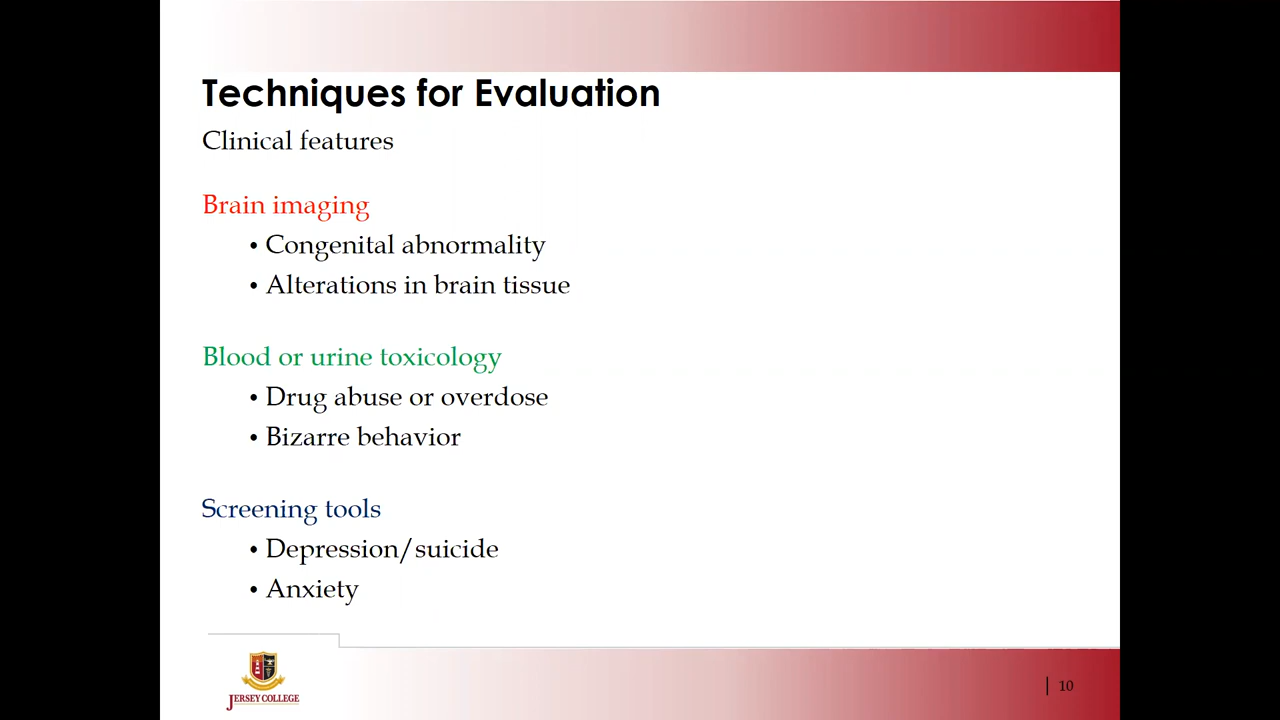 Techniques for Evaluation
Clinical features
Brain imaging
• Congenital abnormality
• Alterations in brain tissue
Blood or urine toxicology
• Drug abuse or overdose
• Bizarre behavior
Screening tools
• Depression/suicide
• Anxiety
JERSEY COLLEGE
| 10